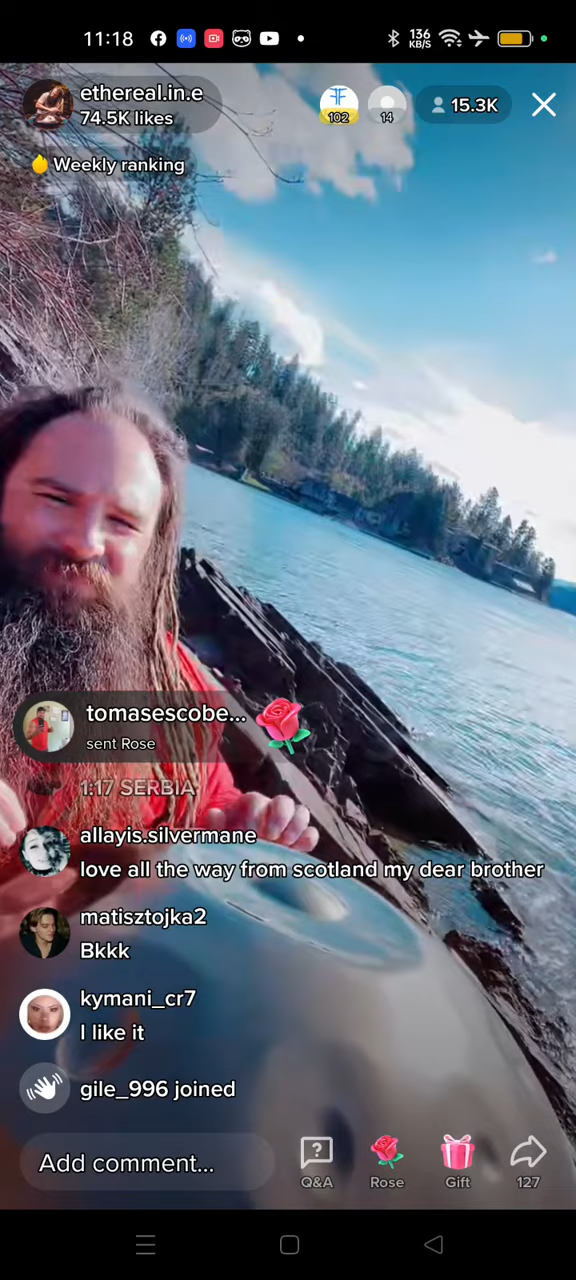 11:18
136
KB/S
ethereal.in.e
74.5K likes
102
14
15.3K
Weekly ranking
tomasescobe...
sent Rose
1:17 SERBIA
allayis.silvermane
love all the way from scotland my dear brother
matisztojka2
Bkkk
kymani_cr7
I like it
gile_996 joined
Add comment...
Q&A
Rose
Gift
127